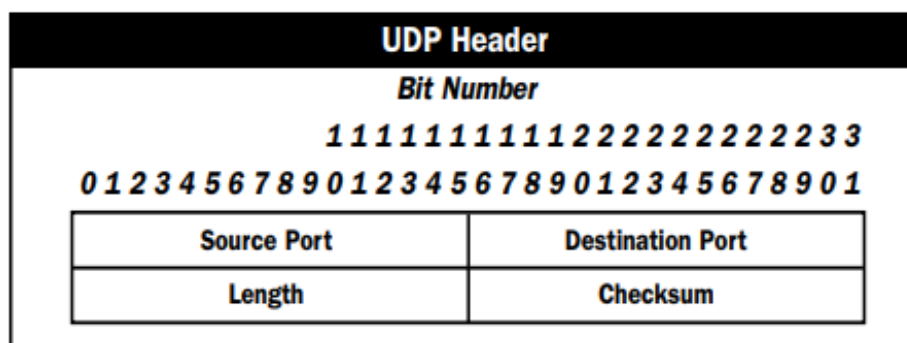 UDP Header
Bit Number
1 1 1 1 1 1 1 1 1 1 2 2 2 2 2 2 2 2 2 2 3 3
0 1 2 3 4 5 6 7 8 9 0 1 2 3 4 5 6 7 8 9 0 1 2 3 4 5 6 7 8 9 0 1
Source Port Destination Port
Length Checksum